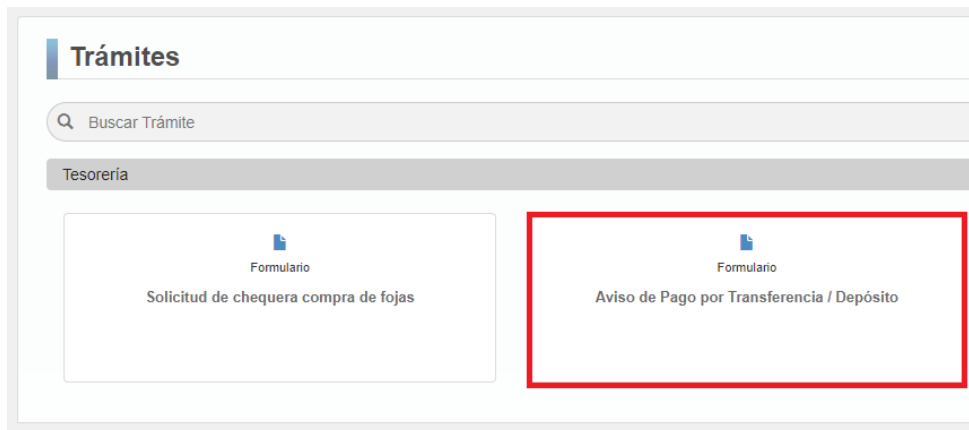 Trámites
Buscar Trámite
Tesorería
Formulario
Solicitud de chequera compra de fojas
Formulario
Aviso de Pago por Transferencia / Depósito